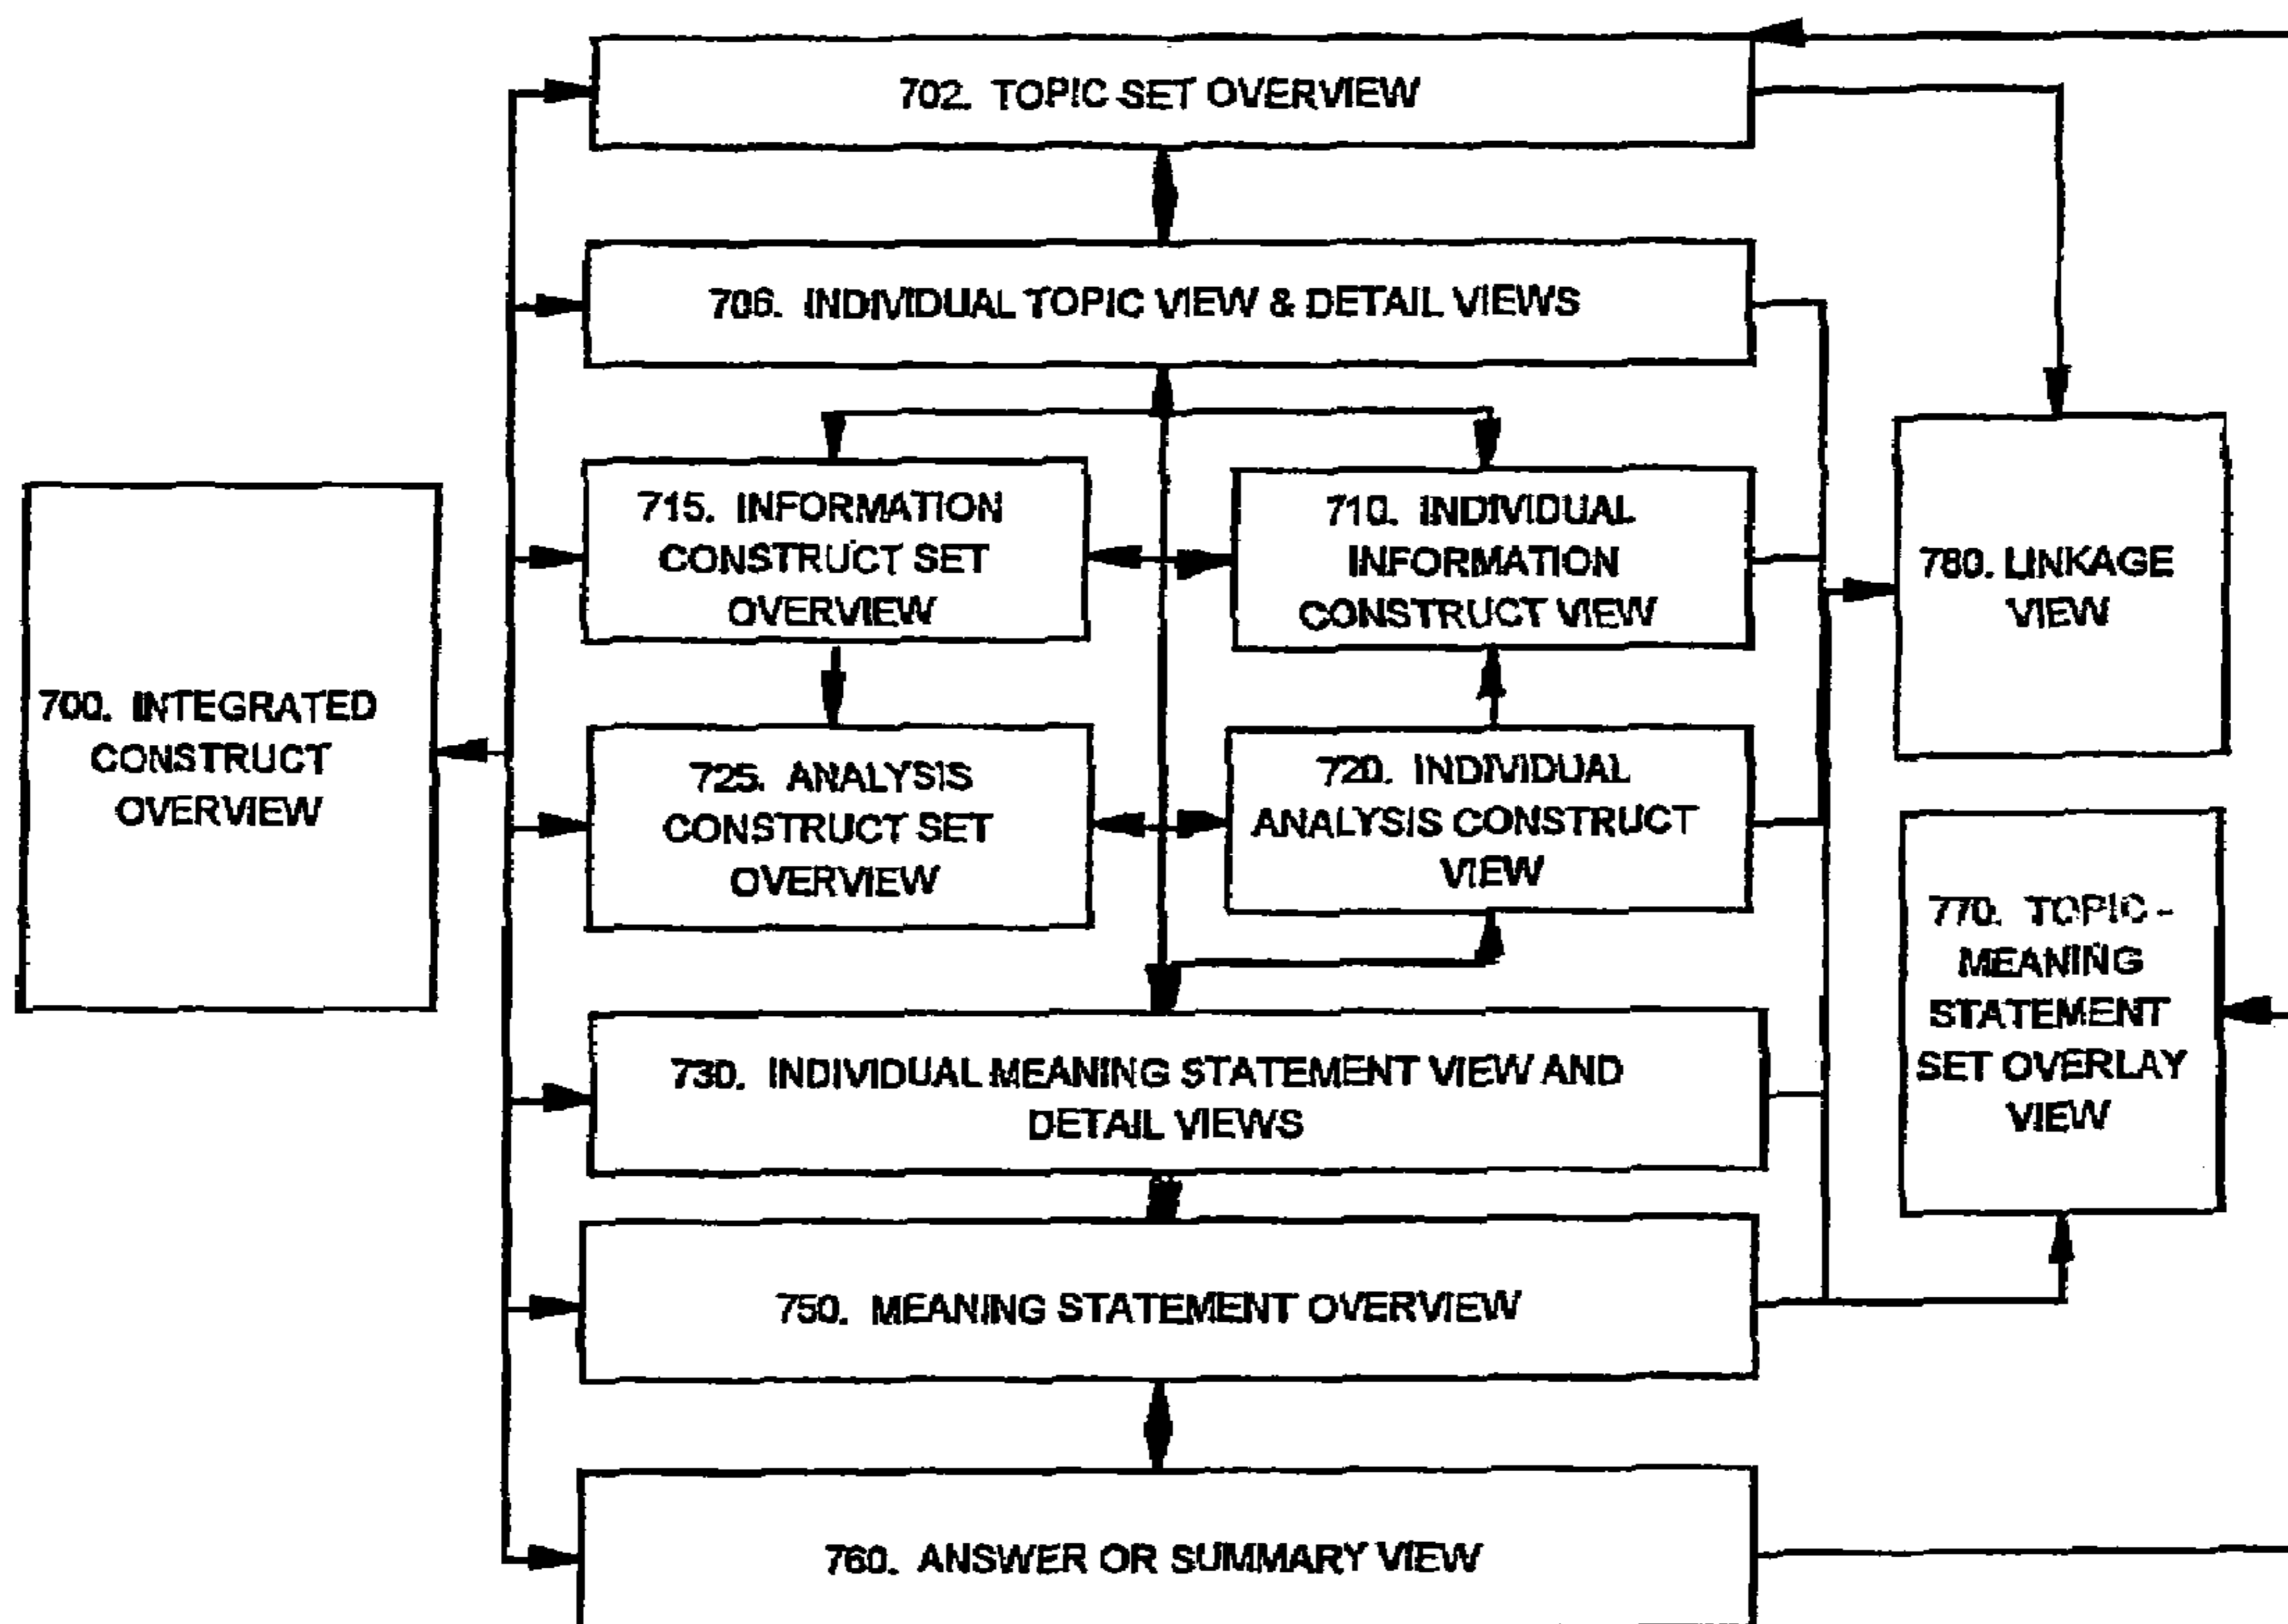 702. TOPIC SET OVERVIEW
706. INDIVIDUAL TOPIC VIEW & DETAIL VIEWS
715. INFORMATION
CONSTRUCT SET
OVERVIEW
710. INDIVIDUAL
INFORMATION
CONSTRUCT VIEW
780. LINKAGE
VIEW
700. INTEGRATED
CONSTRUCT
OVERVIEW
725. ANALYSIS
CONSTRUCT SET
OVERVIEW
720. INDIVIDUAL
ANALYSIS CONSTRUCT
VIEW
770. TOPIC -
MEANING
STATEMENT
SET OVERLAY
VIEW
730. INDIVIDUAL MEANING STATEMENT VIEW AND
DETAIL VIEWS
750. MEANING STATEMENT OVERVIEW
760. ANSWER OR SUMMARY VIEW